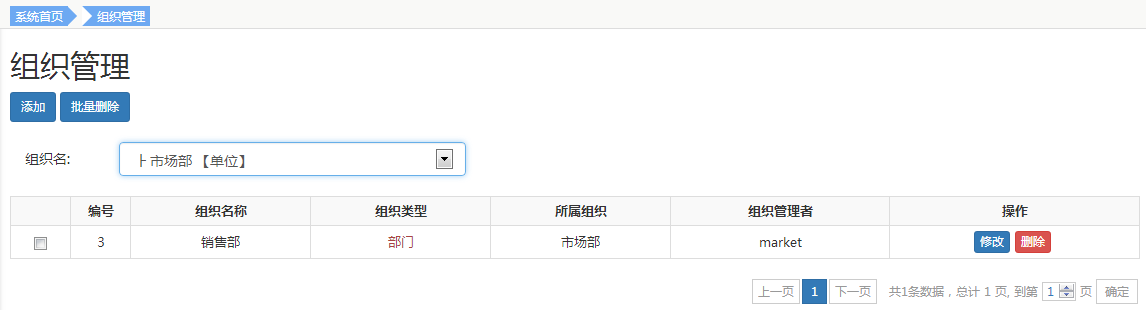 系统首页 组织管理
组织管理
添加 批量删除
组织名: ├ 市场部 【单位】
编号 组织名称 组织类型 所属组织 组织管理者 操作
3 销售部 部门 市场部 market 修改 删除
上一页 1 下一页 共1条数据，总计 1 页, 到第 1 页 确定